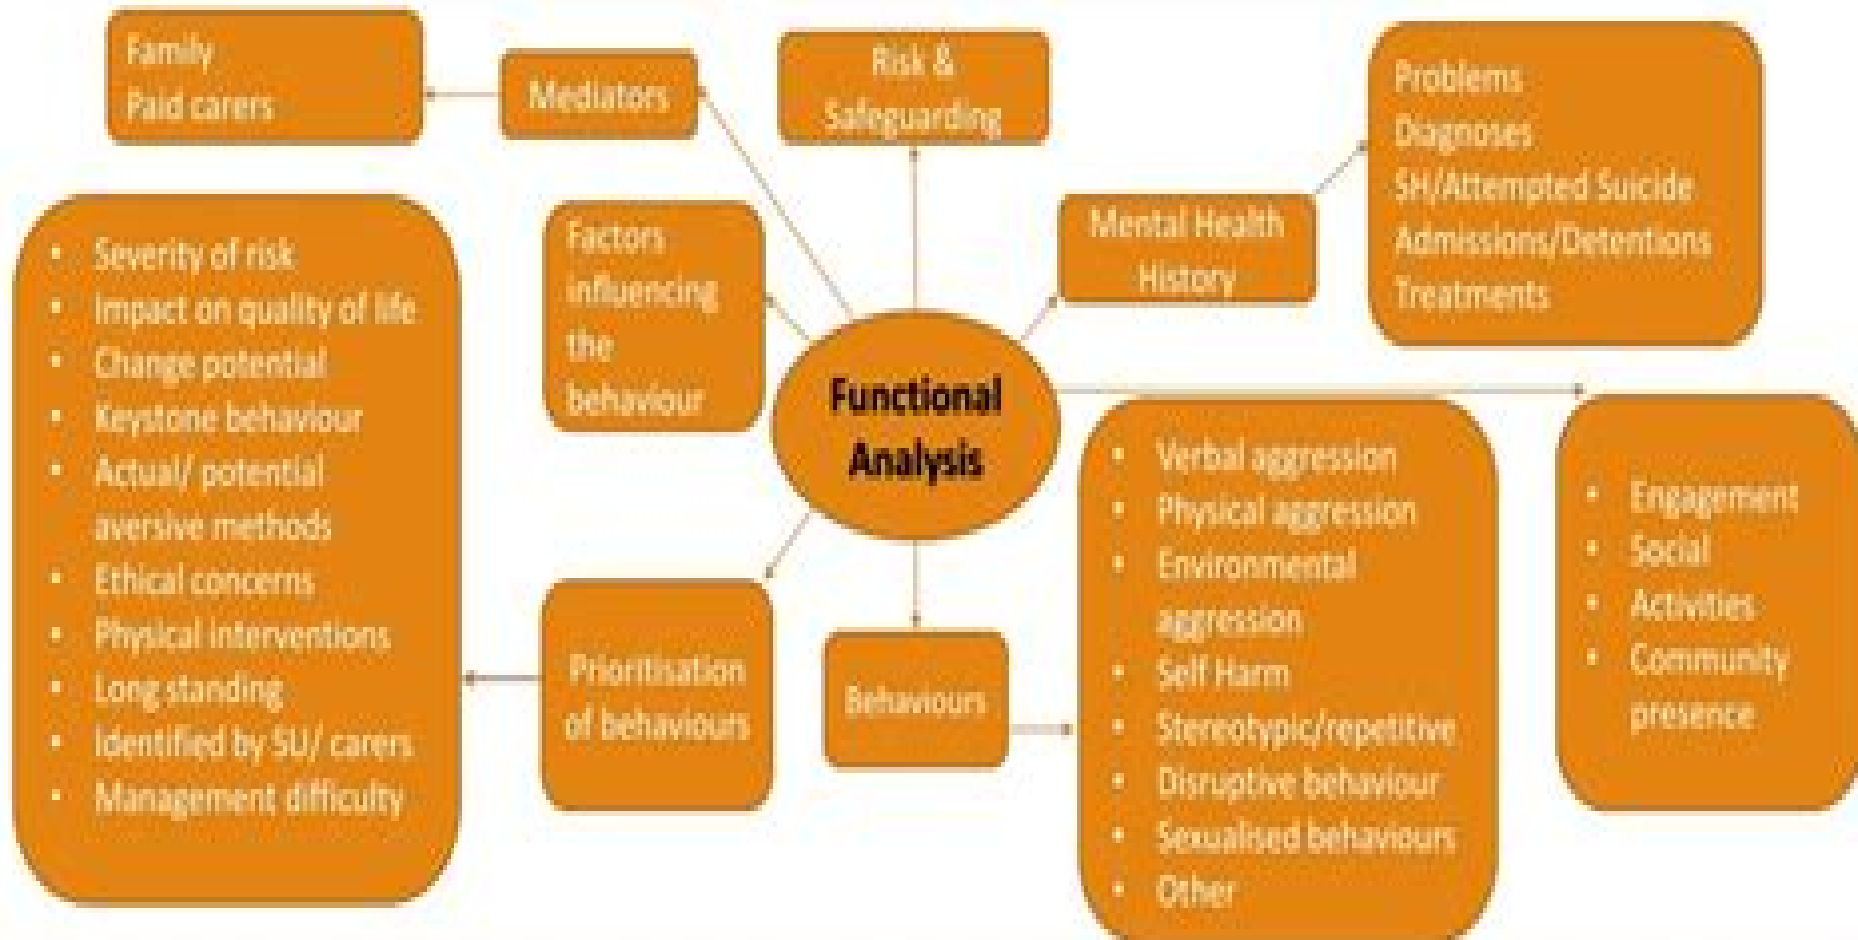 Family
Paid carers
Mediators
Risk &
Safeguarding
Problems
Diagnoses
SH/Attempted Suicide
Admissions/Detentions
Treatments
Mental Health
History
Factors
influencing
the
behaviour
• Severity of risk
• Impact on quality of life
• Change potential
• Keystone behaviour
• Actual/ potential
aversive methods
• Ethical concerns
• Physical interventions
• Long standing
• Identified by SU/ carers
• Management difficulty
Functional
Analysis
Prioritisation
of behaviours
Behaviours
• Verbal aggression
• Physical aggression
• Environmental
aggression
• Self Harm
• Stereotypic/repetitive
• Disruptive behaviour
• Sexualised behaviours
• Other
• Engagement
• Social
• Activities
• Community
presence